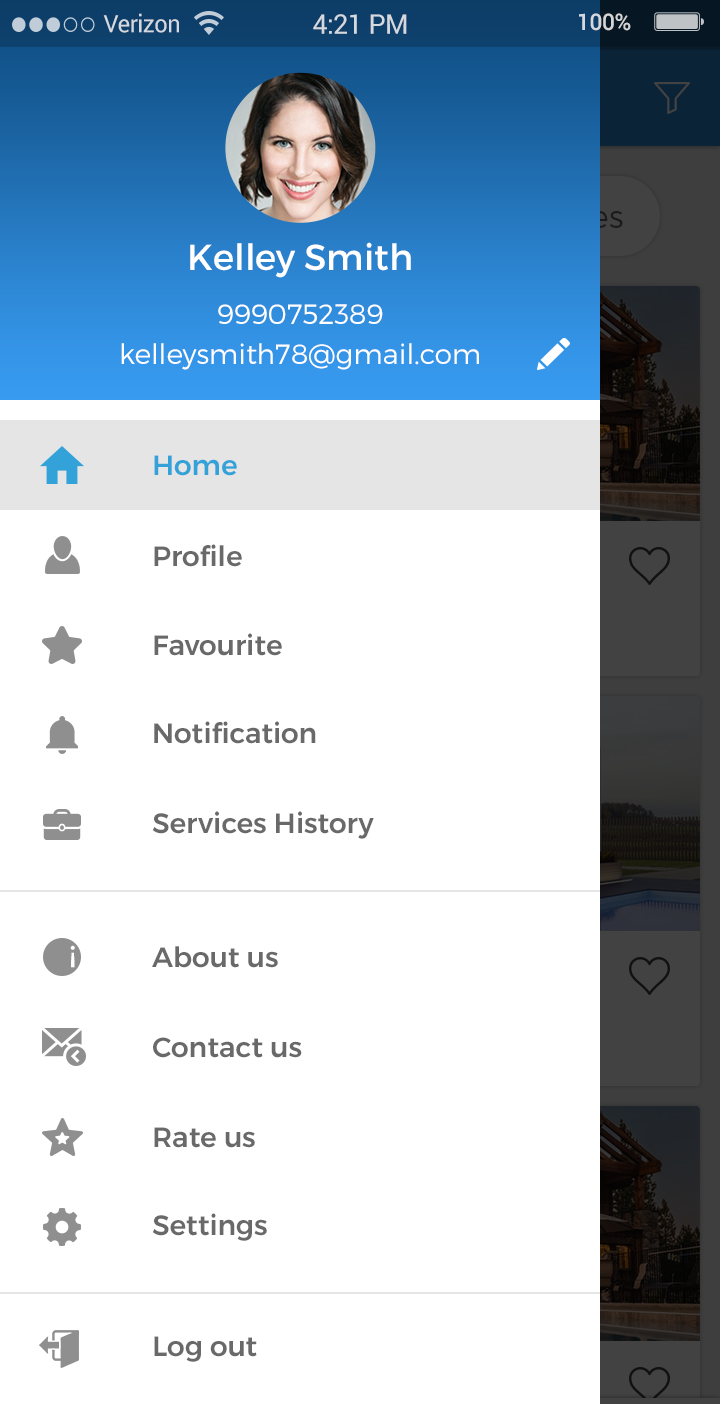 Verizon 4:21 PM 100%
Kelley Smith
9990752389
kelleysmith78@gmail.com
Home
Profile
Favourite
Notification
Services History
About us
Contact us
Rate us
Settings
Log out